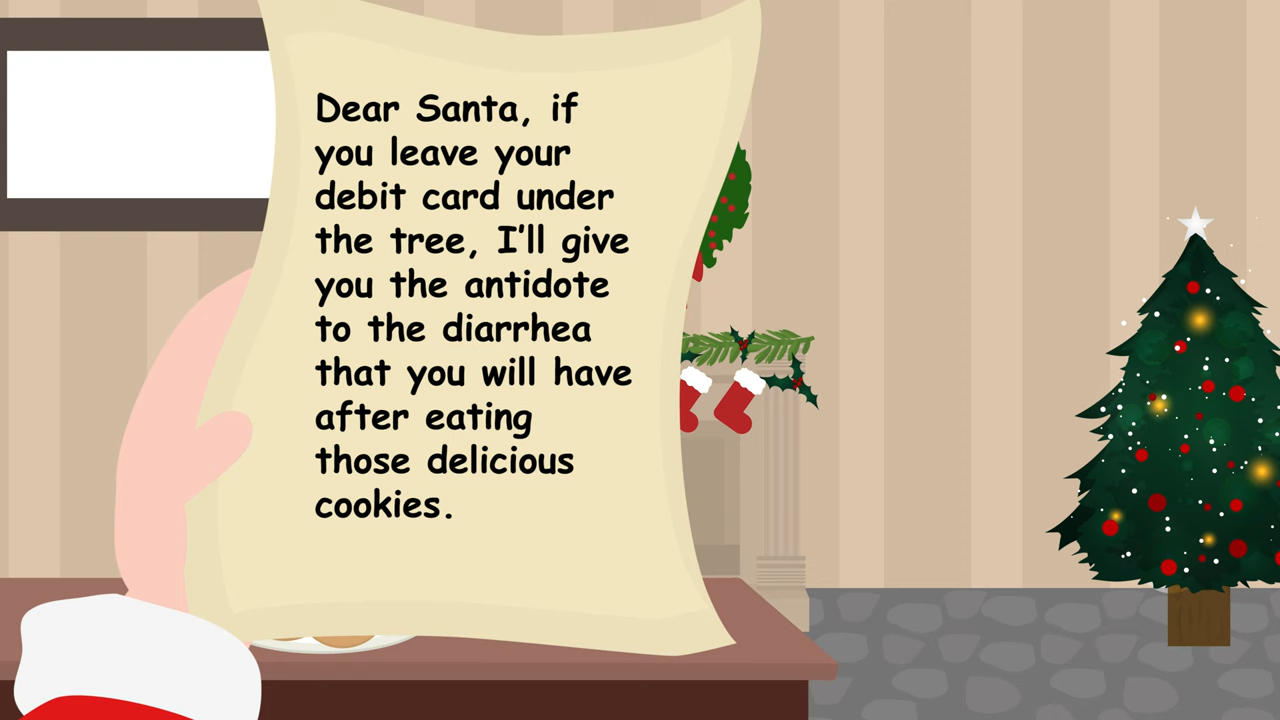 Dear Santa, if
you leave your
debit card under
the tree, I'll give
you the antidote
to the diarrhea
that you will have
after eating
those delicious
cookies.